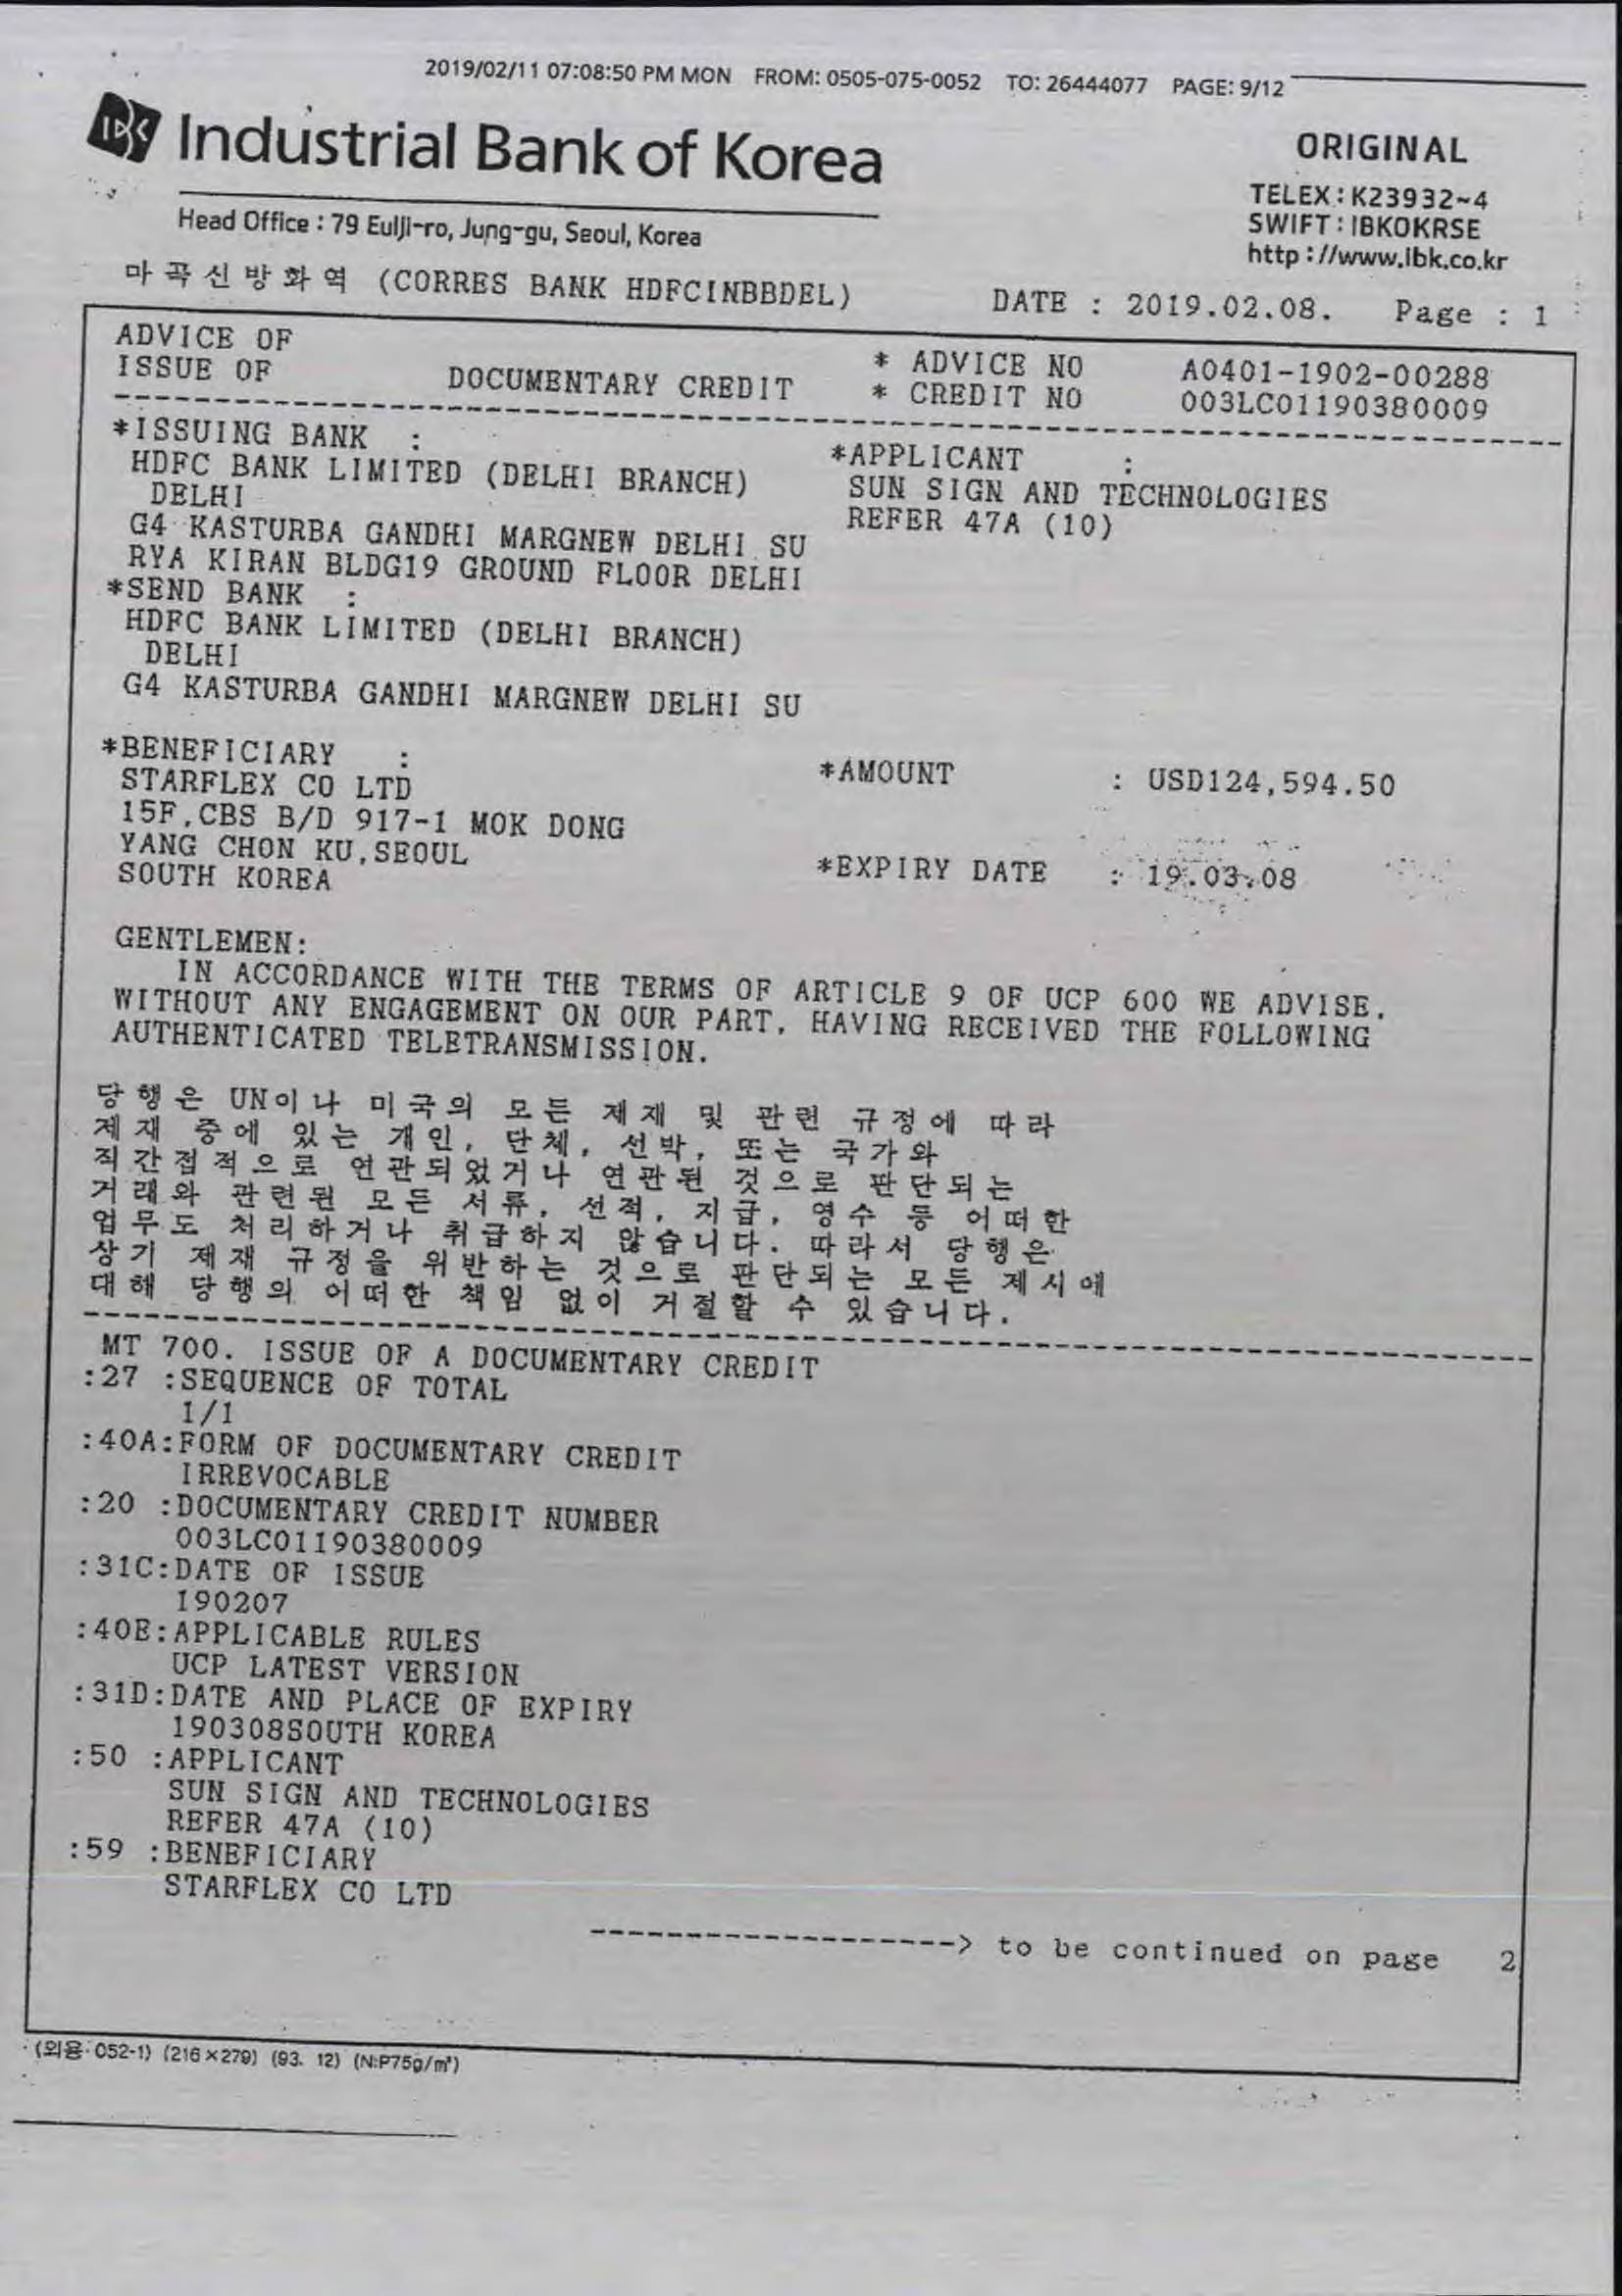 2019/02/11 07:08:50 PM MON FROM: 0505-075-0052 TO: 26444077 PAGE: 9/12
IBK Industrial Bank of Korea
ORIGINAL
TELEX : K23932~4
SWIFT : IBKOKRSE
http://www.ibk.co.kr
Head Office : 79 Eulji-ro, Jung-gu, Seoul, Korea
마곡신방화역 (CORRES BANK HDFCINBBDEL) DATE : 2019.02.08. Page : 1
ADVICE OF
ISSUE OF DOCUMENTARY CREDIT
* ADVICE NO A0401-1902-00288
* CREDIT NO 003LC01190380009
*ISSUING BANK :
HDFC BANK LIMITED (DELHI BRANCH)
DELHI
G4 KASTURBA GANDHI MARGNEW DELHI SU
RYA KIRAN BLDG19 GROUND FLOOR DELHI
*APPLICANT :
SUN SIGN AND TECHNOLOGIES
REFER 47A (10)
*SEND BANK :
HDFC BANK LIMITED (DELHI BRANCH)
DELHI
G4 KASTURBA GANDHI MARGNEW DELHI SU
*BENEFICIARY :
STARFLEX CO LTD
15F,CBS B/D 917-1 MOK DONG
YANG CHON KU,SEOUL
SOUTH KOREA
*AMOUNT : USD124,594.50
*EXPIRY DATE : 19.03.08
GENTLEMEN:
IN ACCORDANCE WITH THE TERMS OF ARTICLE 9 OF UCP 600 WE ADVISE,
WITHOUT ANY ENGAGEMENT ON OUR PART, HAVING RECEIVED THE FOLLOWING
AUTHENTICATED TELETRANSMISSION.
당행은 UN이나 미국의 모든 제재 및 관련 규정에 따라
제재 중에 있는 개인, 단체, 선박, 또는 국가와
직간접적으로 연관되었거나 연관된 것으로 판단되는
거래와 관련된 모든 서류, 선적, 지급, 영수 등 어떠한
업무도 처리하거나 취급하지 않습니다. 따라서 당행은
상기 제재 규정을 위반하는 것으로 판단되는 모든 제시에
대해 당행의 어떠한 책임 없이 거절할 수 있습니다.
MT 700. ISSUE OF A DOCUMENTARY CREDIT
:27 :SEQUENCE OF TOTAL
1/1
:40A:FORM OF DOCUMENTARY CREDIT
IRREVOCABLE
:20 :DOCUMENTARY CREDIT NUMBER
003LC01190380009
:31C:DATE OF ISSUE
190207
:40E:APPLICABLE RULES
UCP LATEST VERSION
:31D:DATE AND PLACE OF EXPIRY
190308SOUTH KOREA
:50 :APPLICANT
SUN SIGN AND TECHNOLOGIES
REFER 47A (10)
:59 :BENEFICIARY
STARFLEX CO LTD
-------------------> to be continued on page 2
(외용·052-1) (216×279) (93. 12) (N:P75g/㎡)